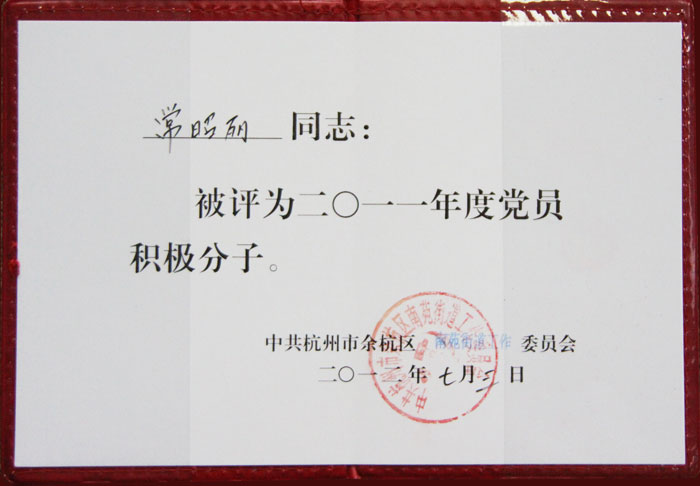 常昭丽 同志：
被评为二〇一一年度党员
积极分子。
中共杭州市余杭区 南苑街道工作 委员会
二〇一二年七月 日